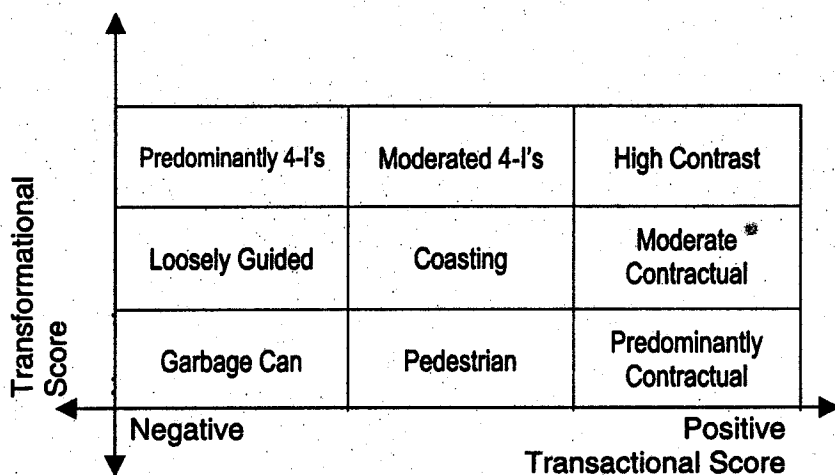 Predominantly 4-I's Moderated 4-I's High Contrast
Loosely Guided Coasting Moderate
Contractual
Garbage Can Pedestrian Predominantly
Contractual
Transformational
Score
Negative Positive
Transactional Score